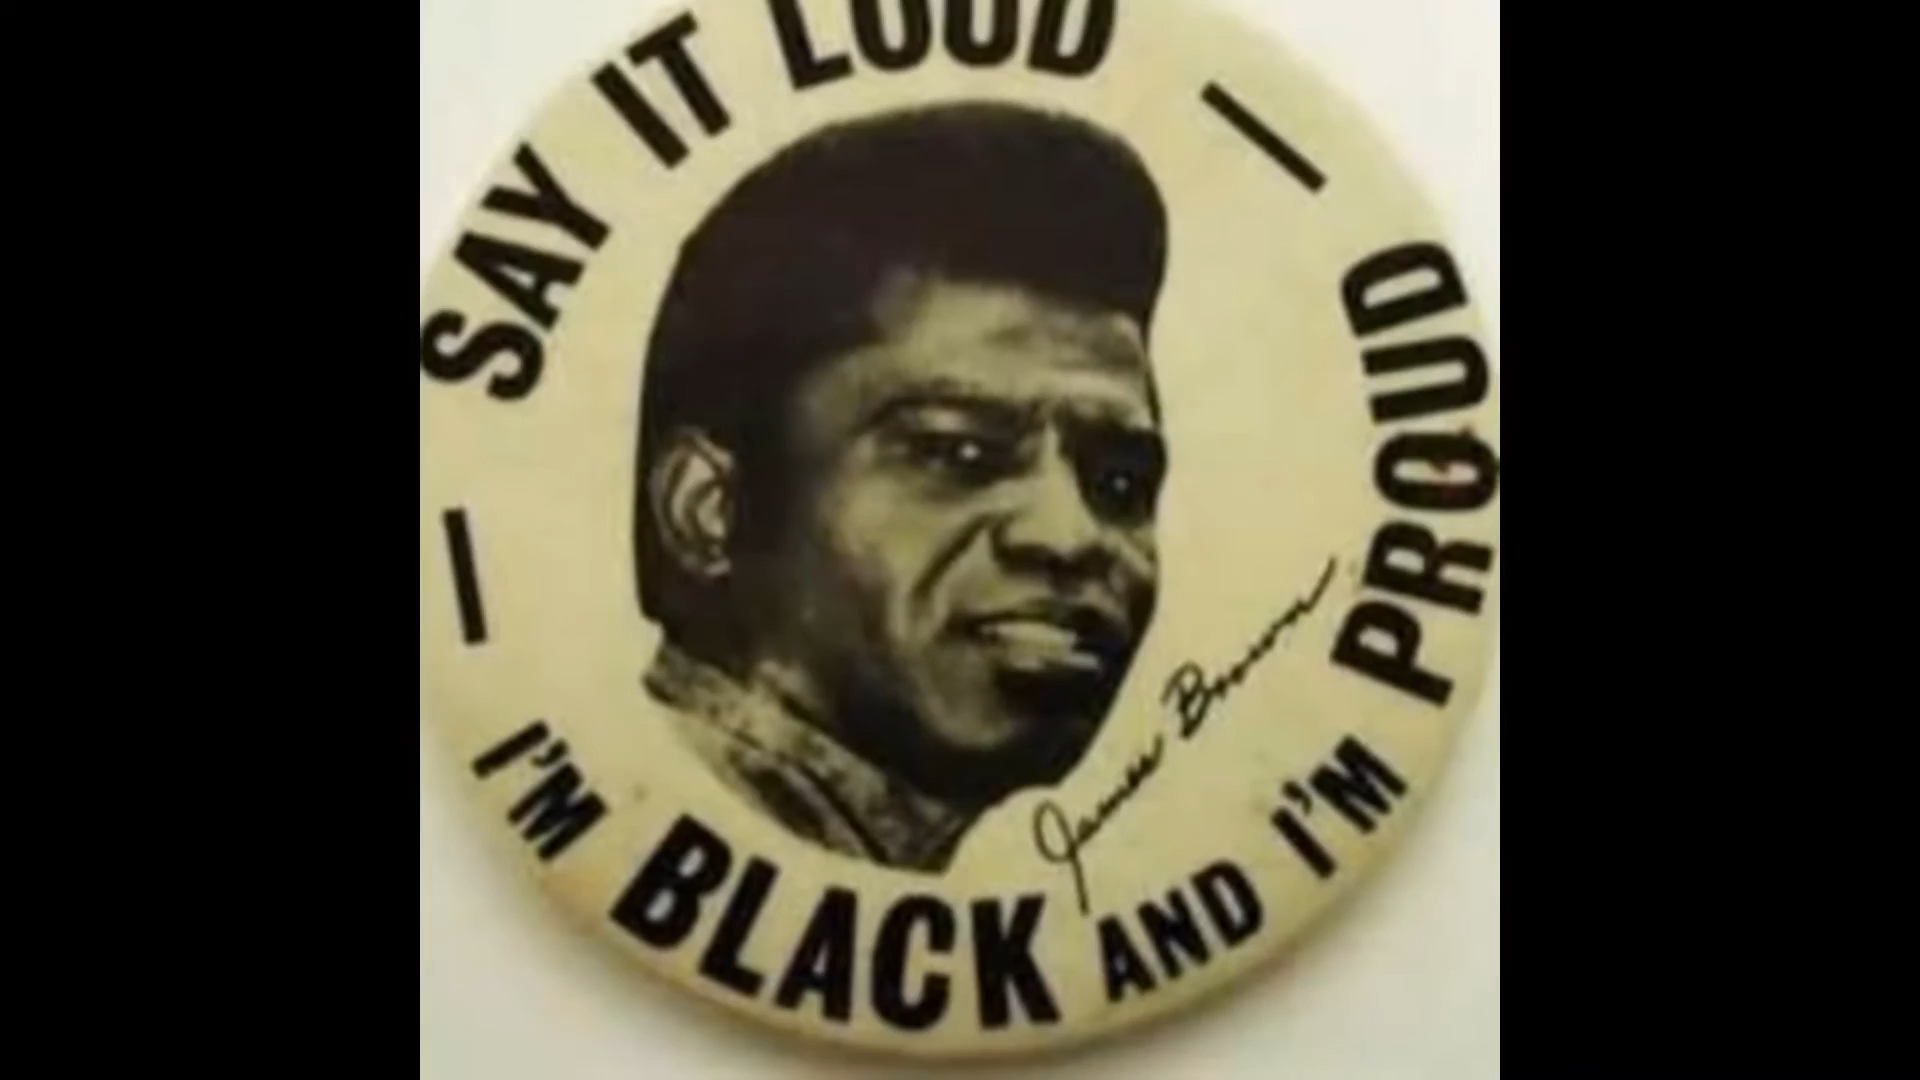 SAY IT LOUD — I'M BLACK AND I'M PROUD —
James Brown